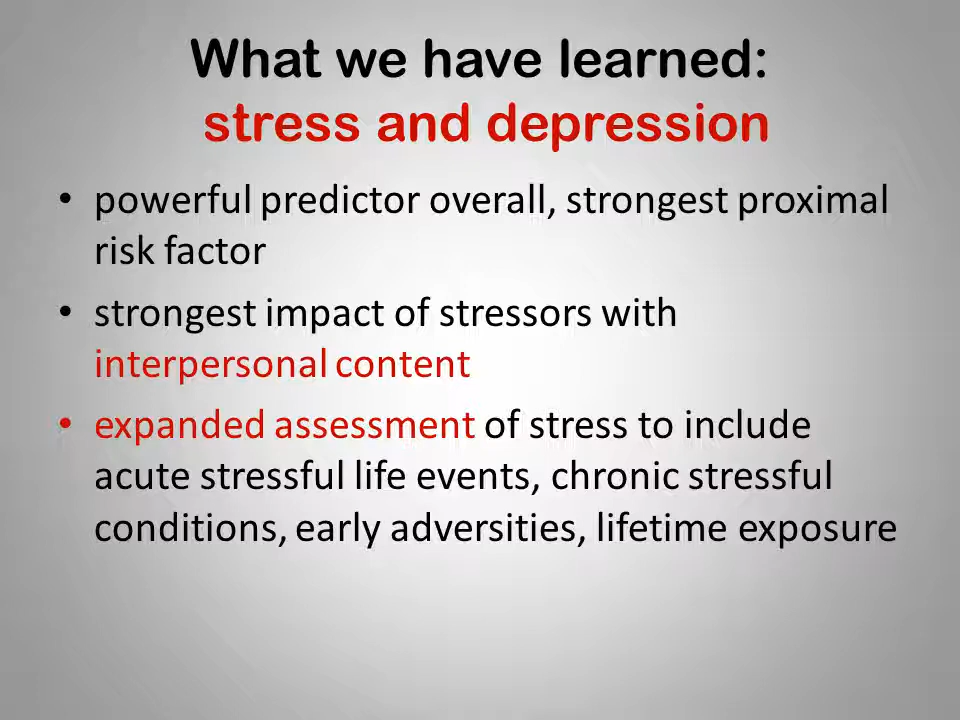 What we have learned:
stress and depression
• powerful predictor overall, strongest proximal
risk factor
• strongest impact of stressors with
interpersonal content
• expanded assessment of stress to include
acute stressful life events, chronic stressful
conditions, early adversities, lifetime exposure